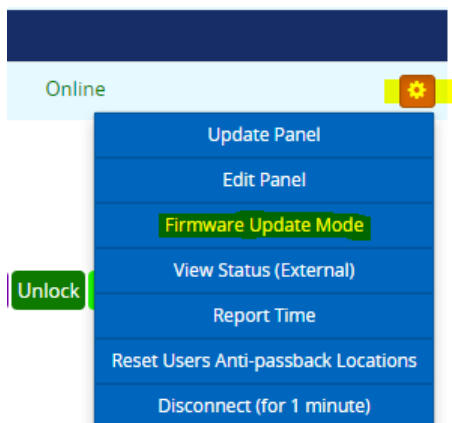 Online
Update Panel
Edit Panel
Firmware Update Mode
View Status (External)
Unlock
Report Time
Reset Users Anti-passback Locations
Disconnect (for 1 minute)